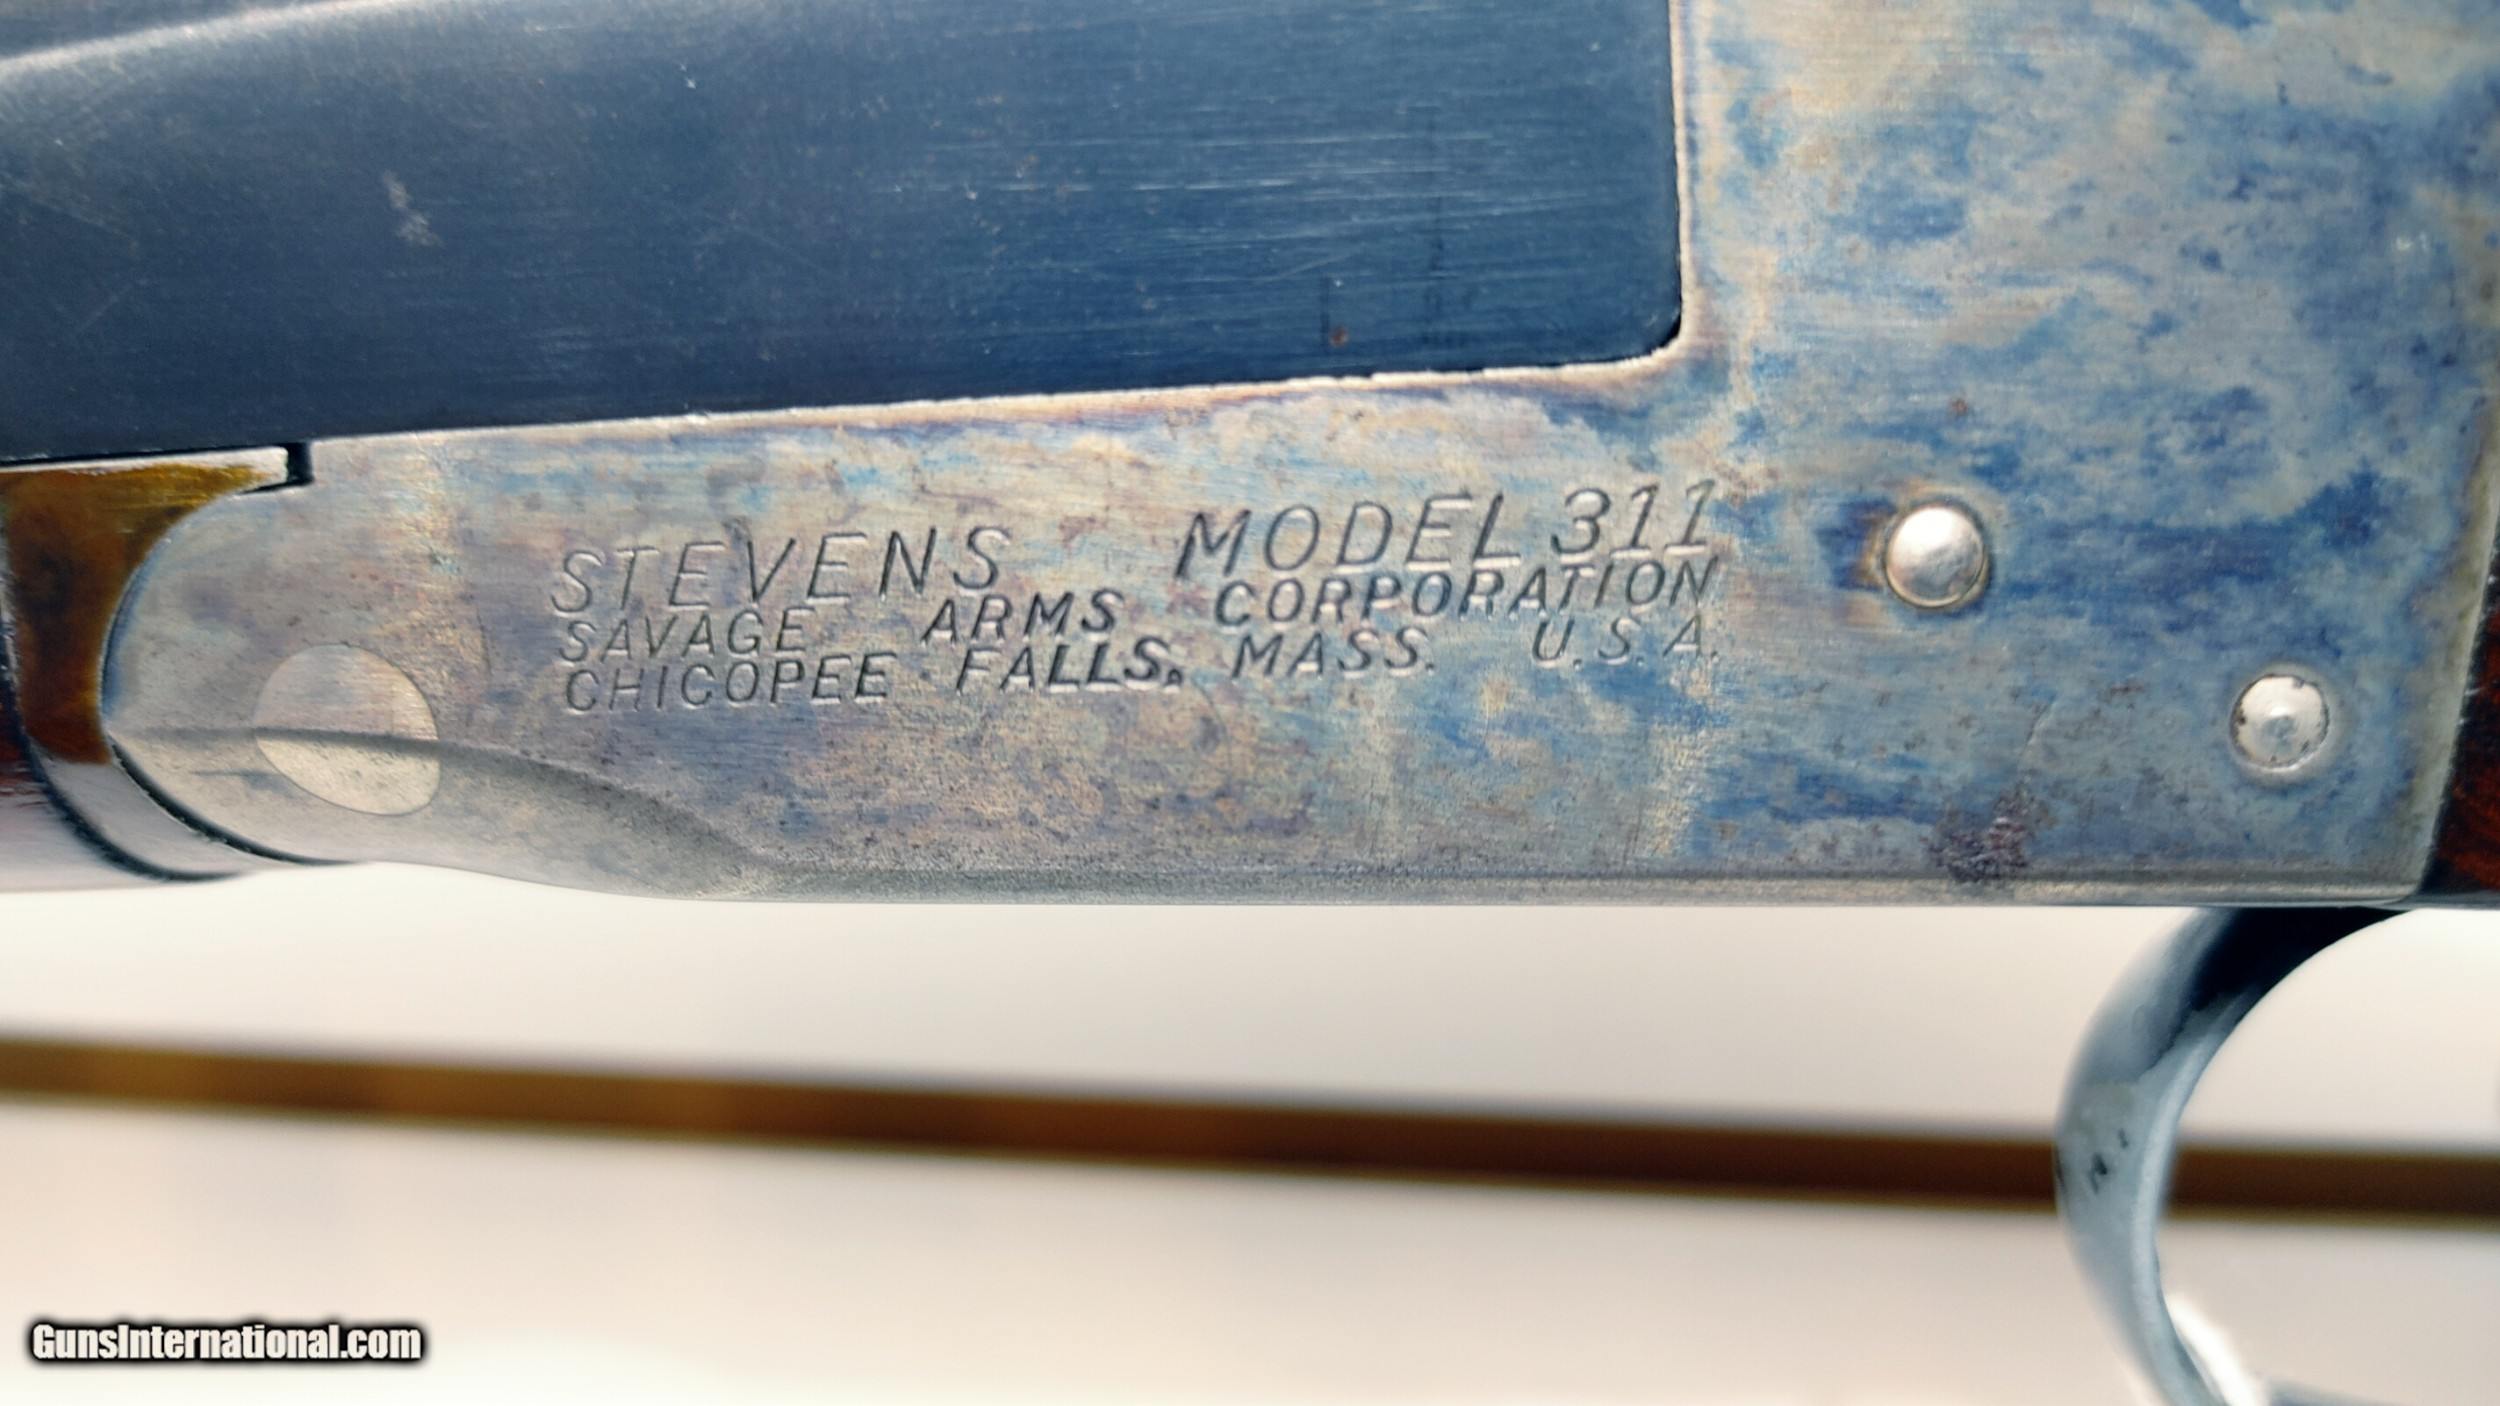 STEVENS MODEL 311
SAVAGE ARMS CORPORATION
CHICOPEE FALLS, MASS. U.S.A.
GunsInternational.com